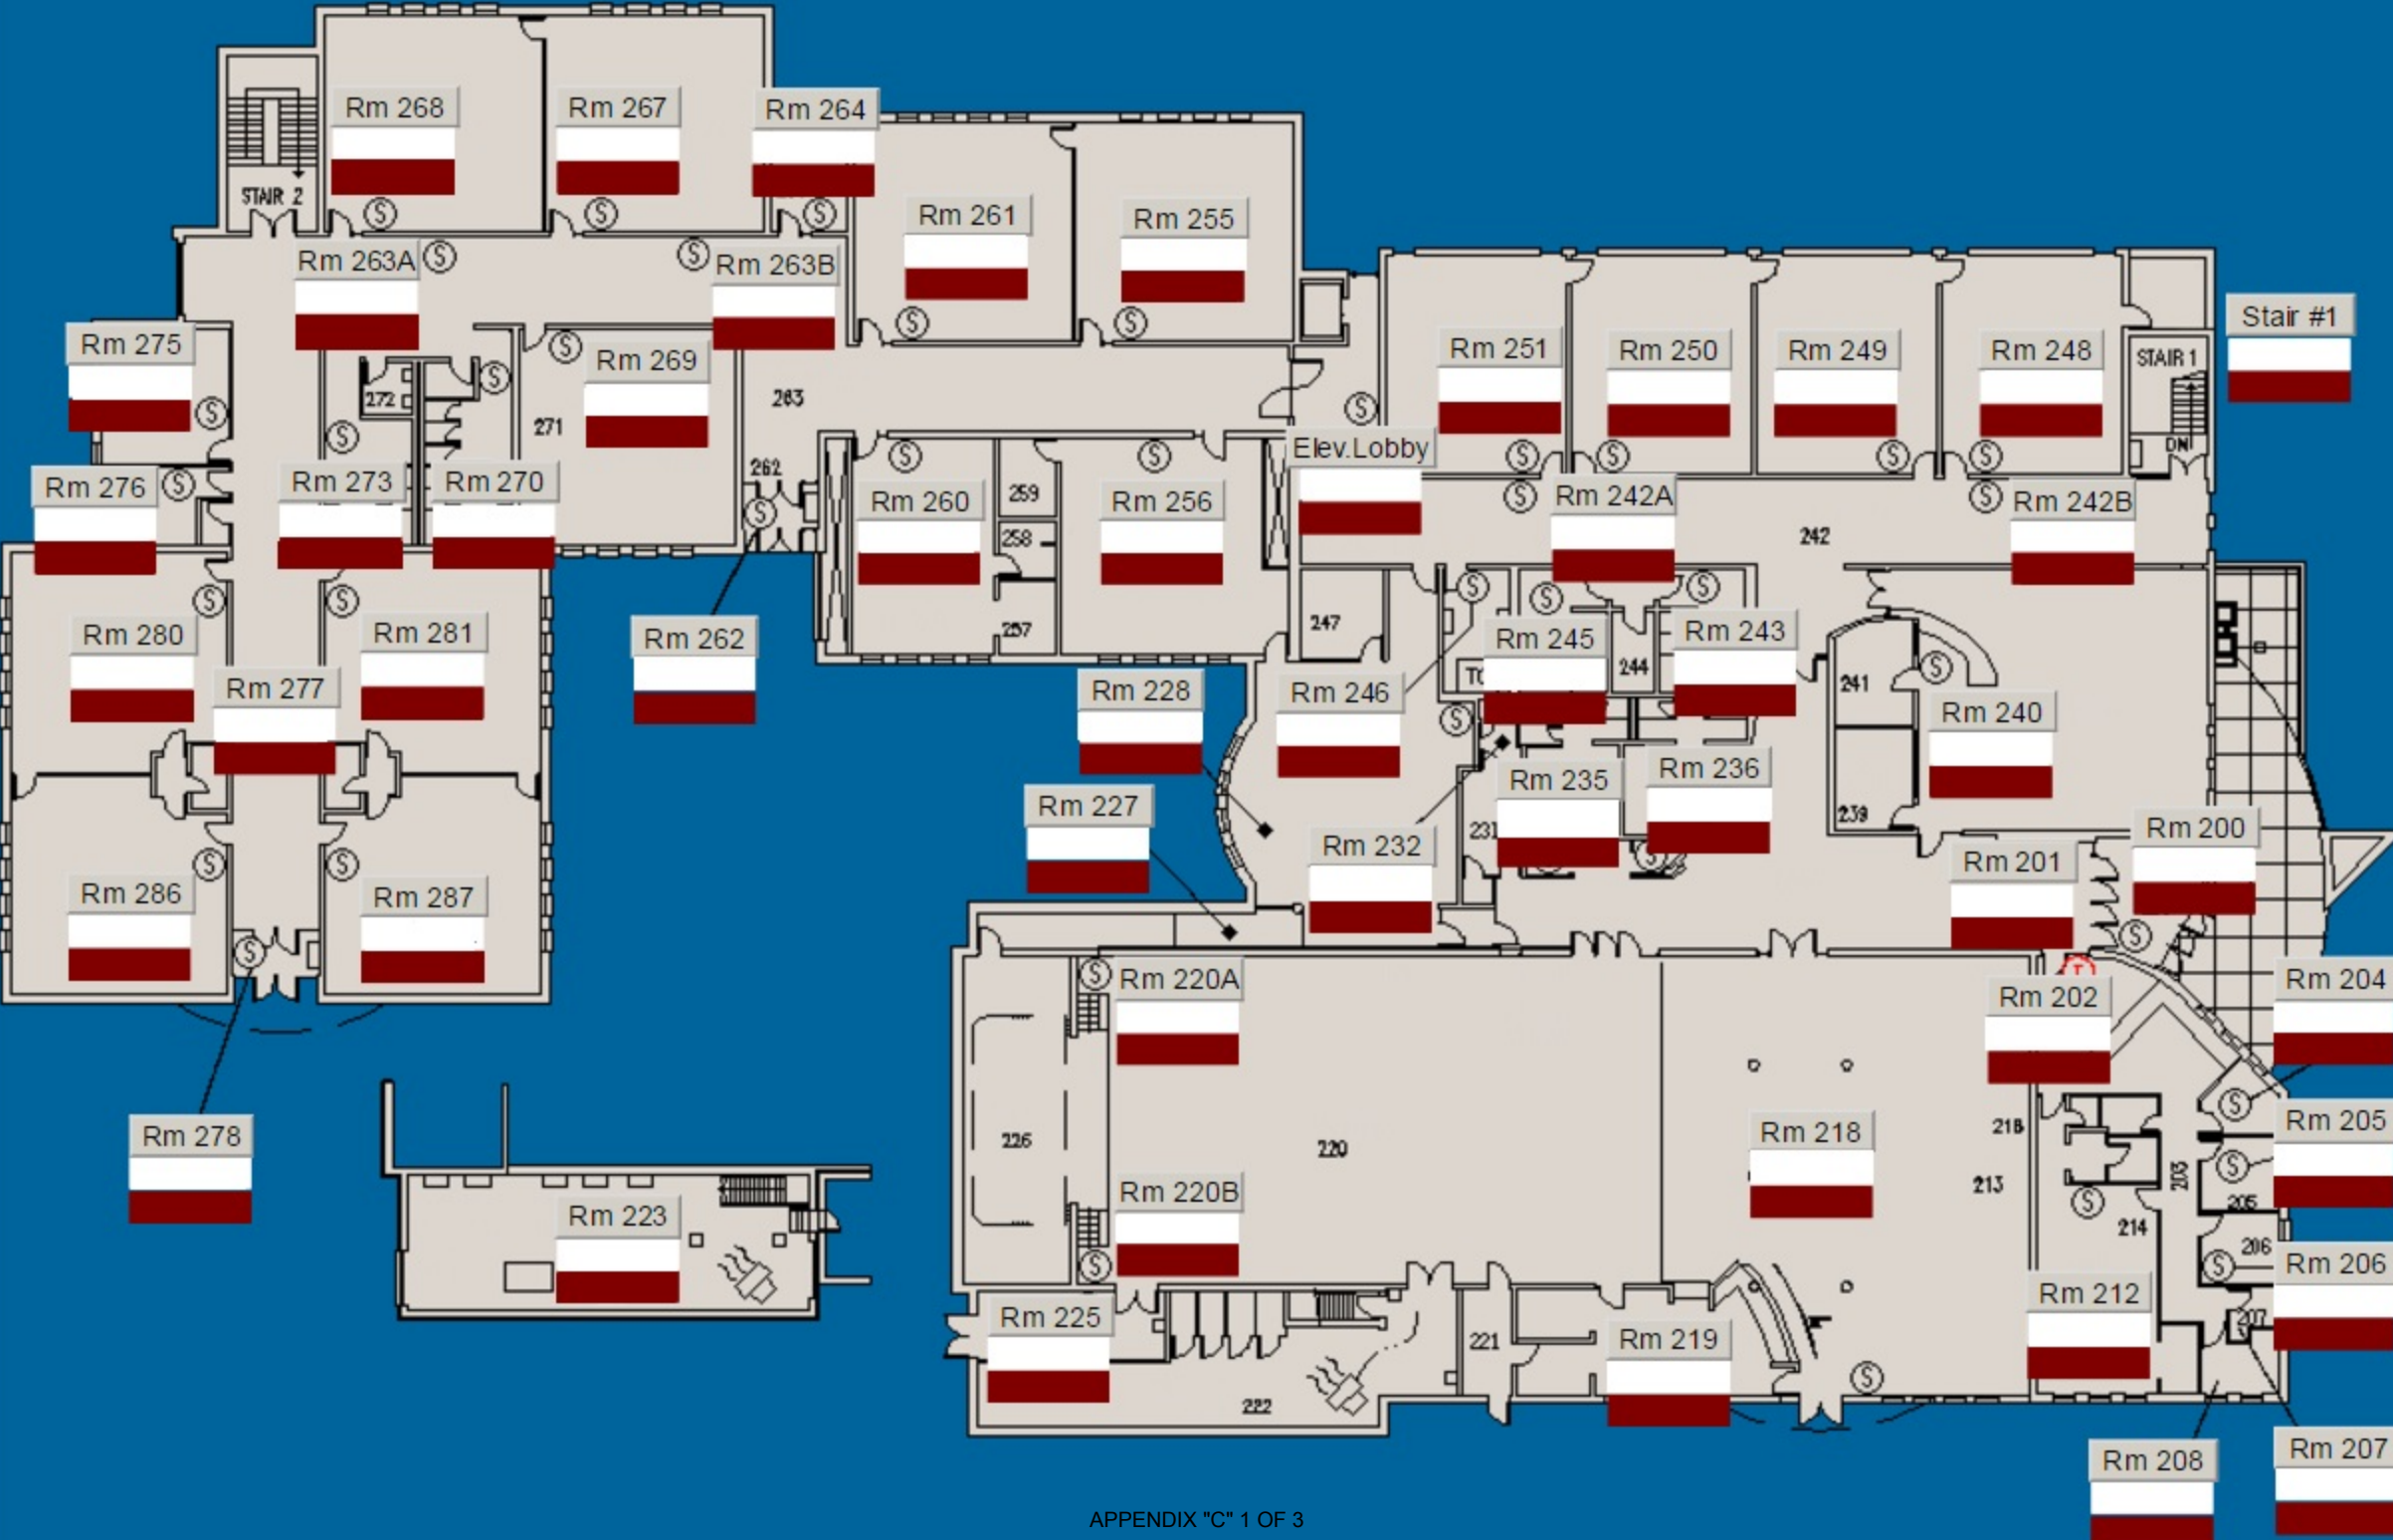 Rm 268
Rm 267
Rm 264
STAIR 2
Rm 261
Rm 255
Rm 263A
Rm 263B
Stair #1
Rm 275
Rm 269
Rm 251
Rm 250
Rm 249
Rm 248
STAIR 1
272
263
271
DN
Elev.Lobby
262
Rm 276
Rm 273
Rm 270
Rm 260
259
Rm 256
Rm 242A
Rm 242B
258
242
Rm 280
Rm 281
Rm 262
257
247
Rm 245
Rm 243
244
Rm 277
Rm 228
Rm 246
241
Rm 240
Rm 235
Rm 236
Rm 227
239
Rm 200
231
Rm 232
Rm 201
Rm 286
Rm 287
Rm 220A
Rm 202
Rm 204
Rm 278
226
220
Rm 218
218
Rm 205
213
203
Rm 220B
205
Rm 223
214
206
Rm 206
Rm 225
Rm 212
207
221
Rm 219
222
Rm 208
Rm 207
APPENDIX "C" 1 OF 3